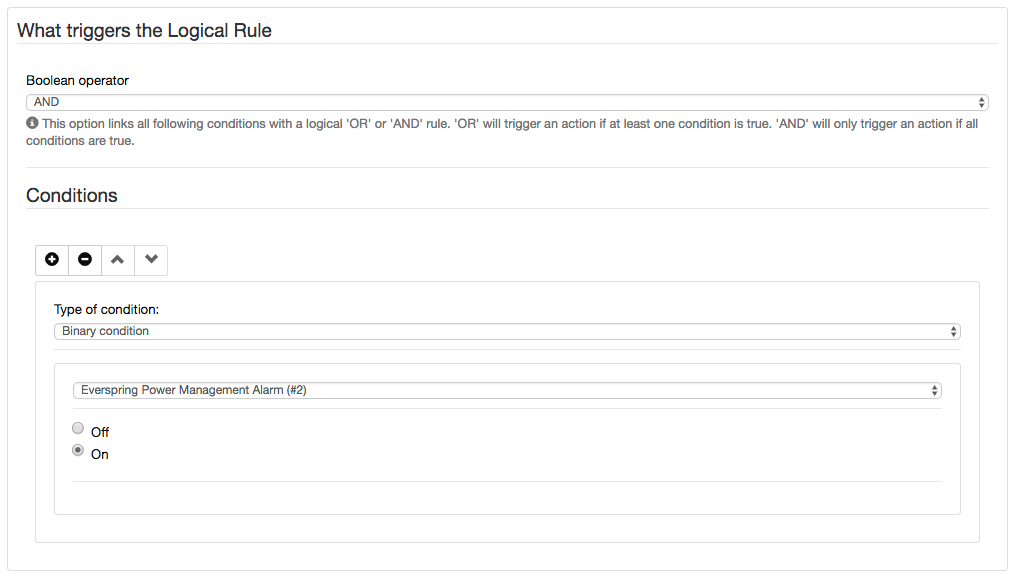 What triggers the Logical Rule
Boolean operator
AND
This option links all following conditions with a logical 'OR' or 'AND' rule. 'OR' will trigger an action if at least one condition is true. 'AND' will only trigger an action if all
conditions are true.
Conditions
Type of condition:
Binary condition
Everspring Power Management Alarm (#2)
Off
On